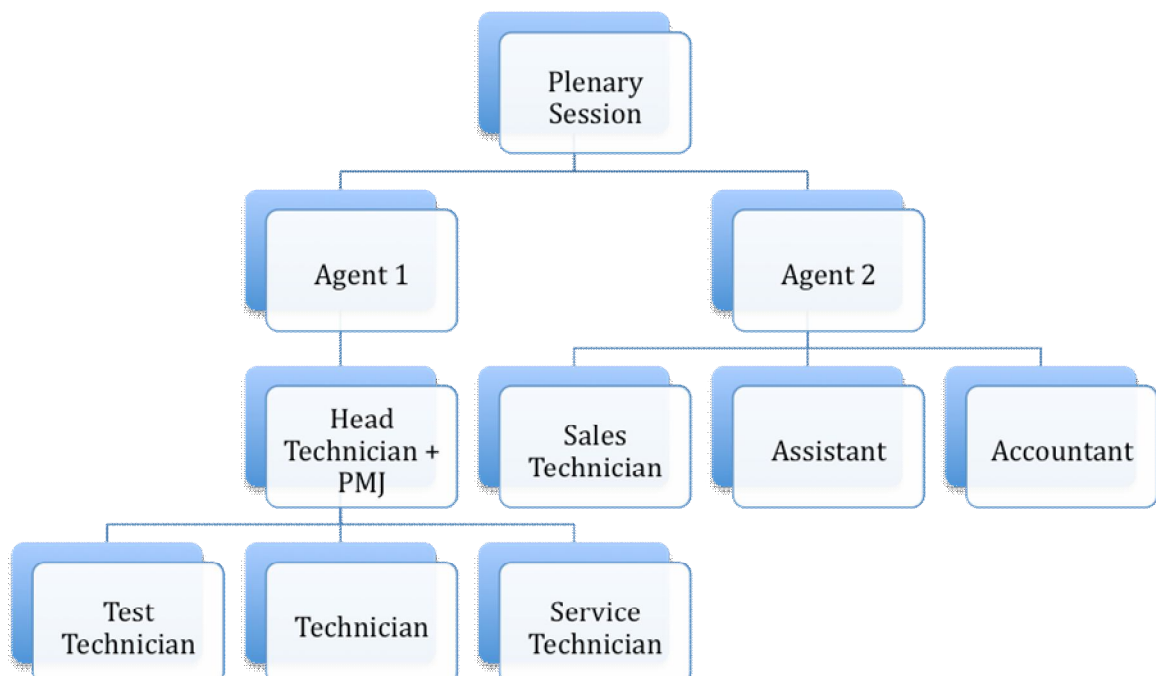 Plenary
Session
Agent 1
Agent 2
Head
Technician +
PMJ
Sales
Technician
Assistant
Accountant
Test
Technician
Technician
Service
Technician